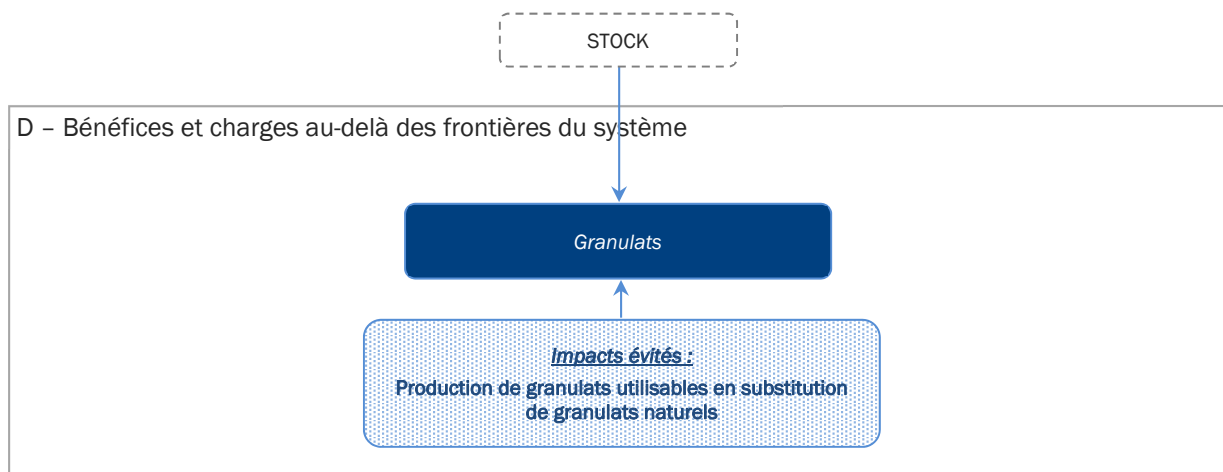 STOCK
D – Bénéfices et charges au-delà des frontières du système
Granulats
Impacts évités :
Production de granulats utilisables en substitution
de granulats naturels